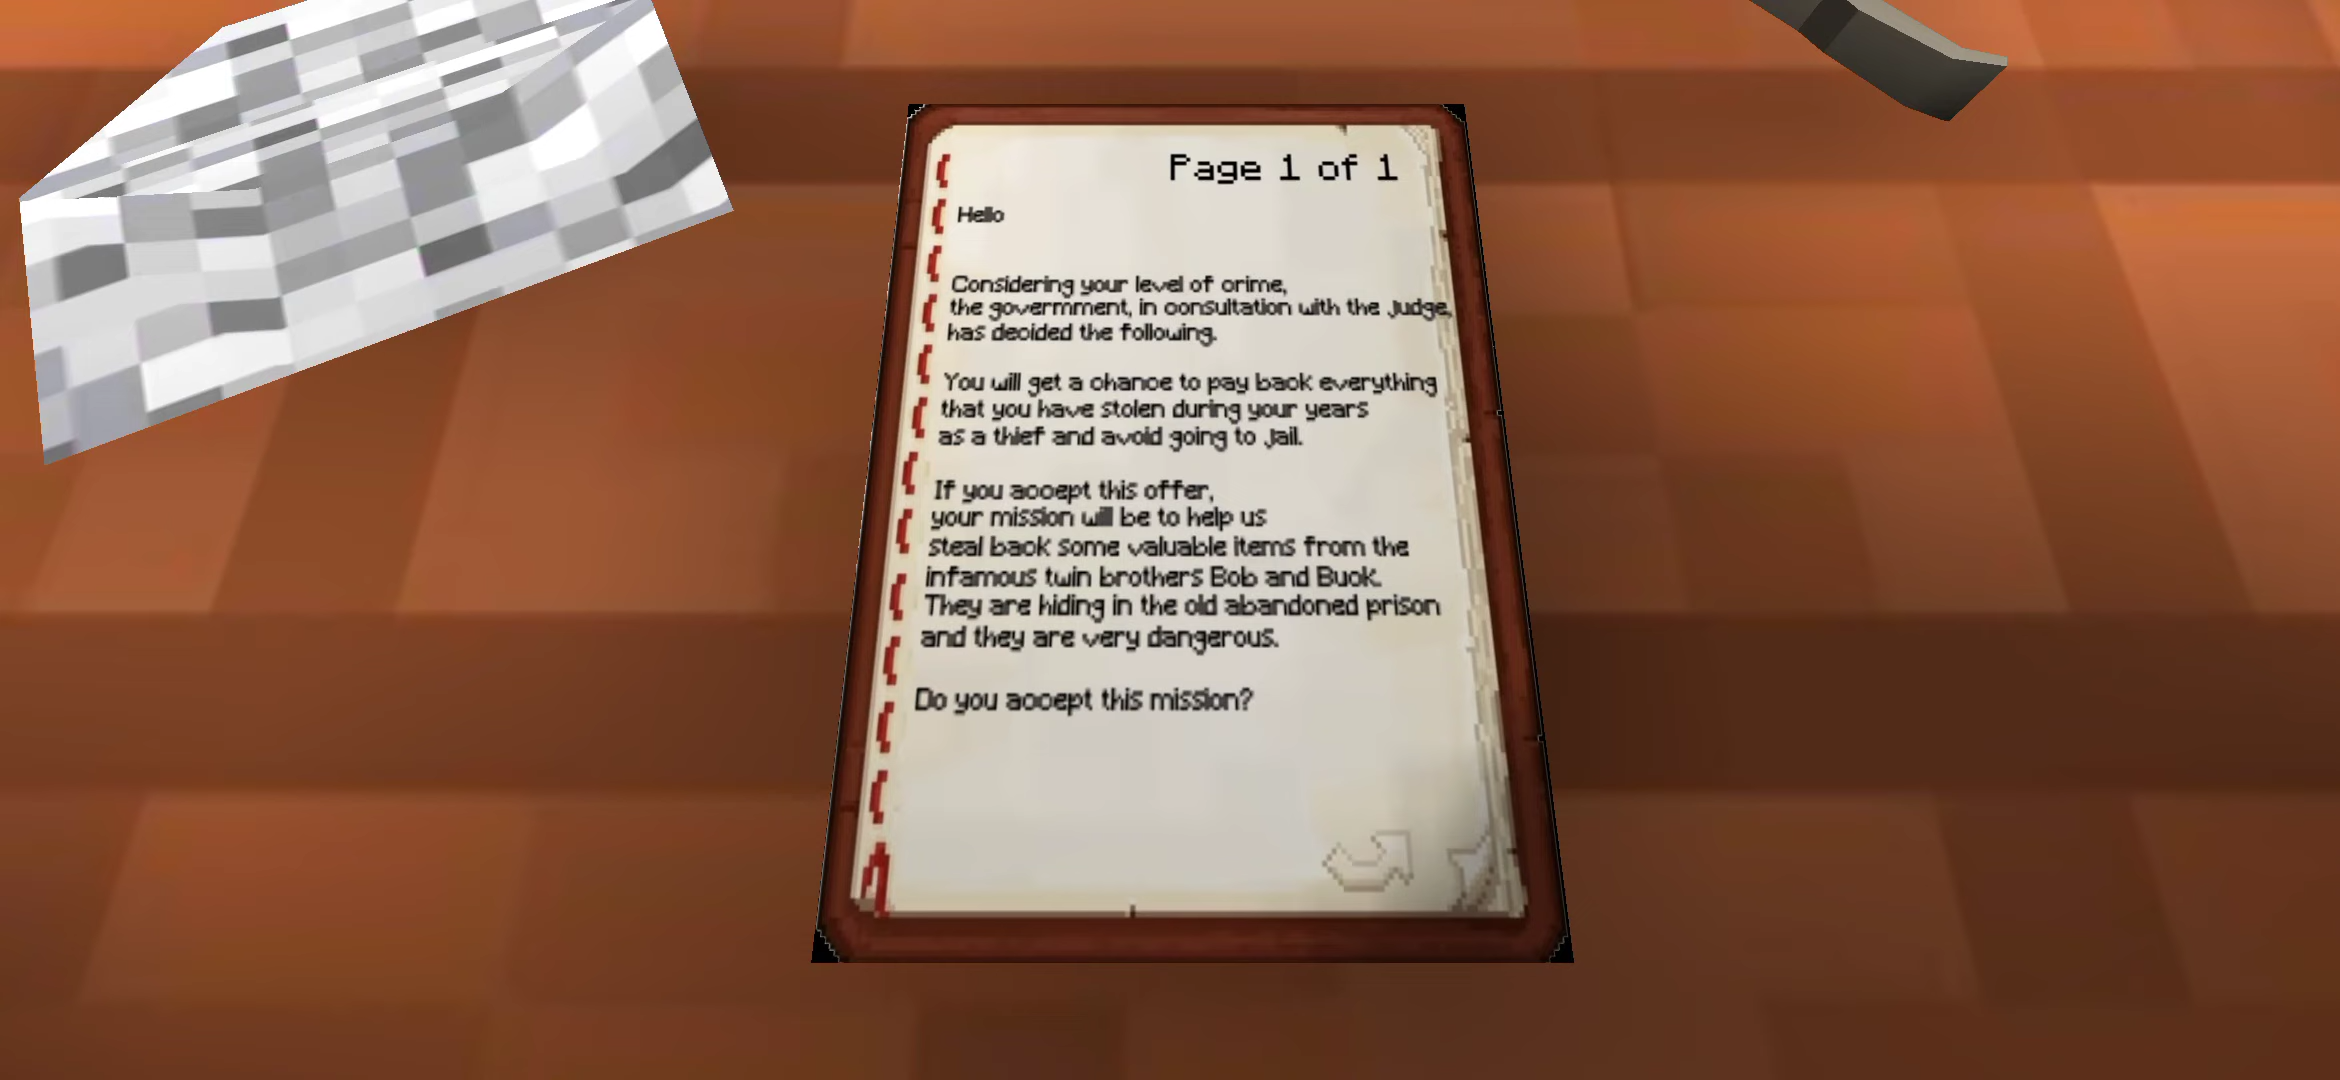 Page 1 of 1
Hello
Considering your level of crime,
the governmment, in consultation with the judge,
has decided the following.
You will get a chance to pay back everything
that you have stolen during your years
as a thief and avoid going to jail.
If you accept this offer,
your mission will be to help us
steal back some valuable items from the
infamous twin brothers Bob and Buck.
They are hiding in the old abandoned prison
and they are very dangerous.
Do you accept this mission?